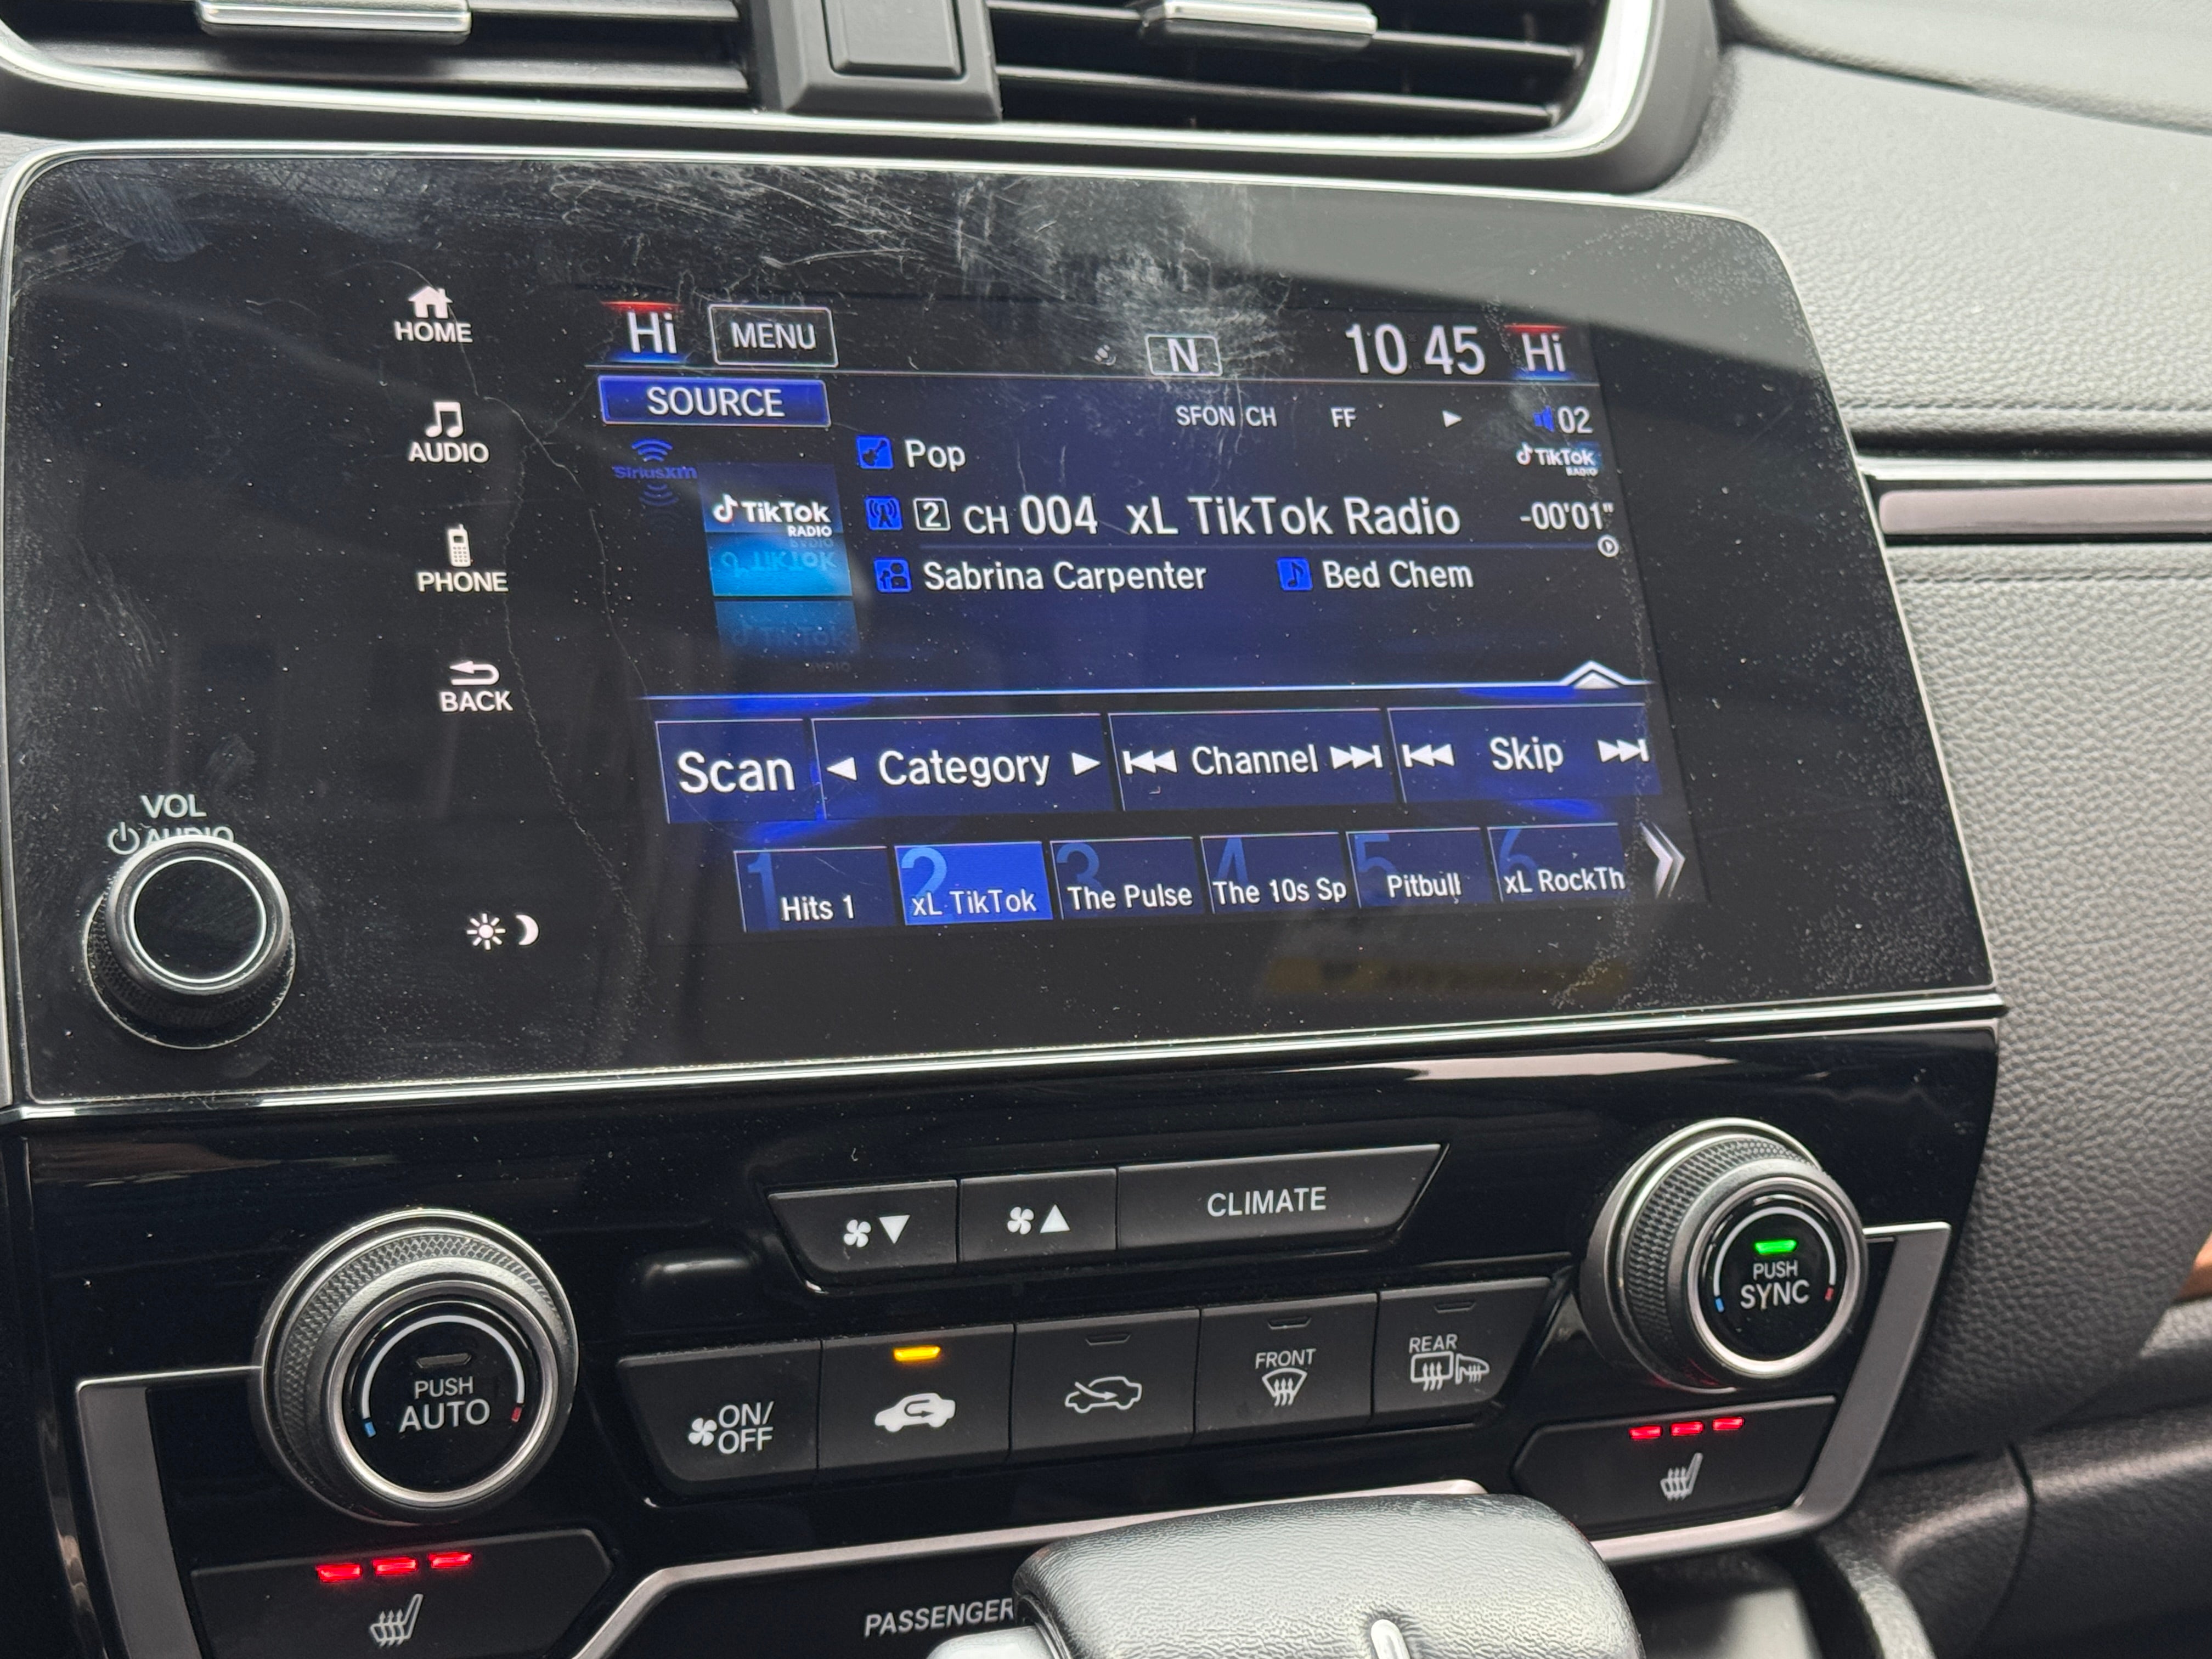 HOME
AUDIO
PHONE
BACK
VOL
AUDIO
Hi
MENU
N
10 45
Hi
SOURCE
SFON CH
FF
02
SiriusXM
Pop
TikTok
RADIO
TikTok
RADIO
2 CH 004 xL TikTok Radio
-00'01"
Sabrina Carpenter
Bed Chem
Scan
Category
Channel
Skip
1 Hits 1
2 xL TikTok
3 The Pulse
4 The 10s Sp
5 Pitbull
6 xL RockTh
CLIMATE
PUSH
SYNC
PUSH
AUTO
ON/
OFF
FRONT
REAR
PASSENGER